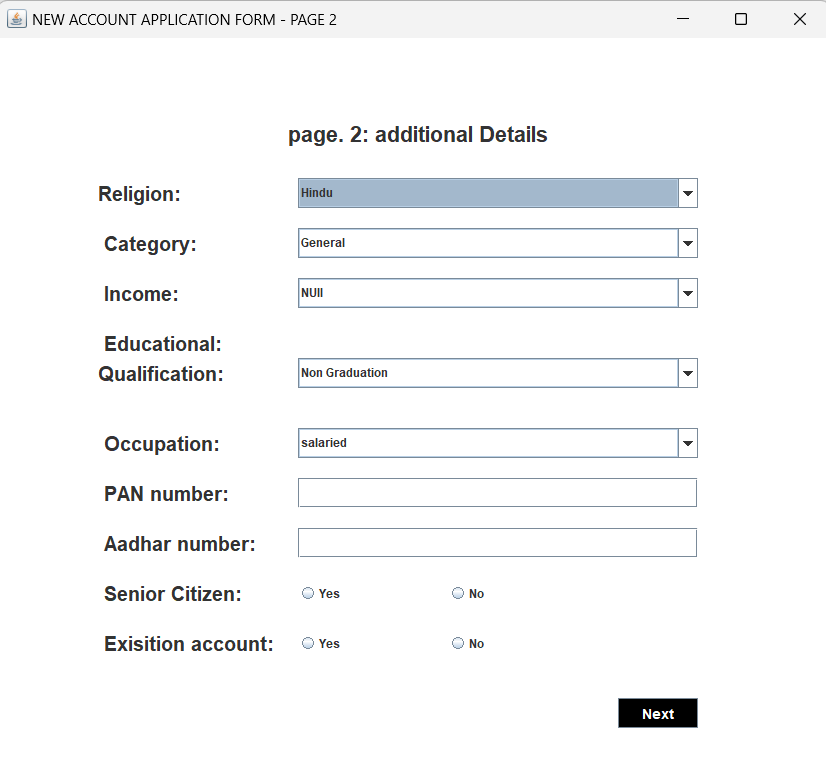 NEW ACCOUNT APPLICATION FORM - PAGE 2
page. 2: additional Details
Religion: Hindu
Category: General
Income: NUll
Educational:
Qualification: Non Graduation
Occupation: salaried
PAN number:
Aadhar number:
Senior Citizen: Yes No
Exisition account: Yes No
Next